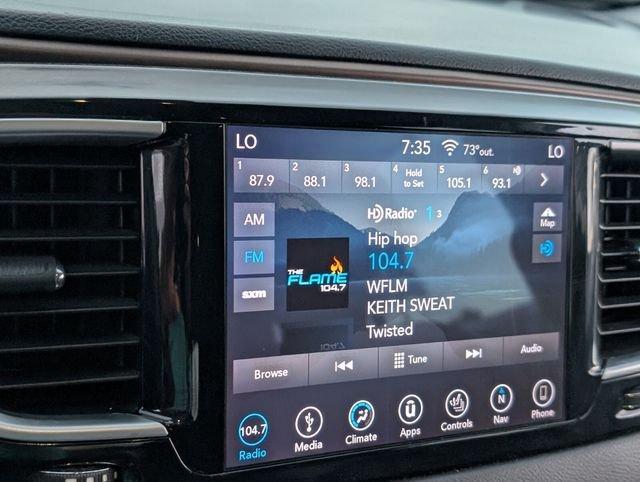 LO 7:35 73° out. LO
1 87.9 2 88.1 3 98.1 4 Hold to Set 5 105.1 6 93.1 HD
AM
FM
sxm
HD Radio 1 3
Map
HD
Hip hop
104.7
WFLM
KEITH SWEAT
Twisted
THE
FLAME
104.7
Browse Tune Audio
104.7 N
Radio Media Climate Apps Controls Nav Phone